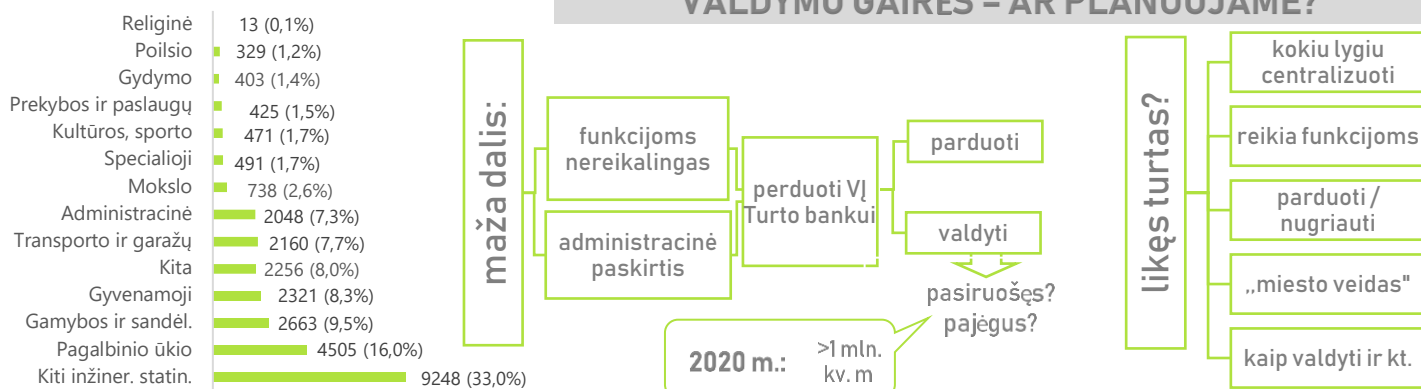 VALDYMO GAIRĖS – AR PLANUOJAME?
Religinė 13 (0,1%)
Poilsio 329 (1,2%)
Gydymo 403 (1,4%)
Prekybos ir paslaugų 425 (1,5%)
Kultūros, sporto 471 (1,7%)
Specialioji 491 (1,7%)
Mokslo 738 (2,6%)
Administracinė 2048 (7,3%)
Transporto ir garažų 2160 (7,7%)
Kita 2256 (8,0%)
Gyvenamoji 2321 (8,3%)
Gamybos ir sandėl. 2663 (9,5%)
Pagalbinio ūkio 4505 (16,0%)
Kiti inžiner. statin. 9248 (33,0%)
maža dalis:
funkcijoms
nereikalingas
administracinė
paskirtis
perduoti VĮ
Turto bankui
parduoti
valdyti
pasiruošęs?
pajėgus?
2020 m.: >1 mln.
kv. m
likęs turtas?
kokiu lygiu
centralizuoti
reikia funkcijoms
parduoti /
nugriauti
,,miesto veidas"
kaip valdyti ir kt.